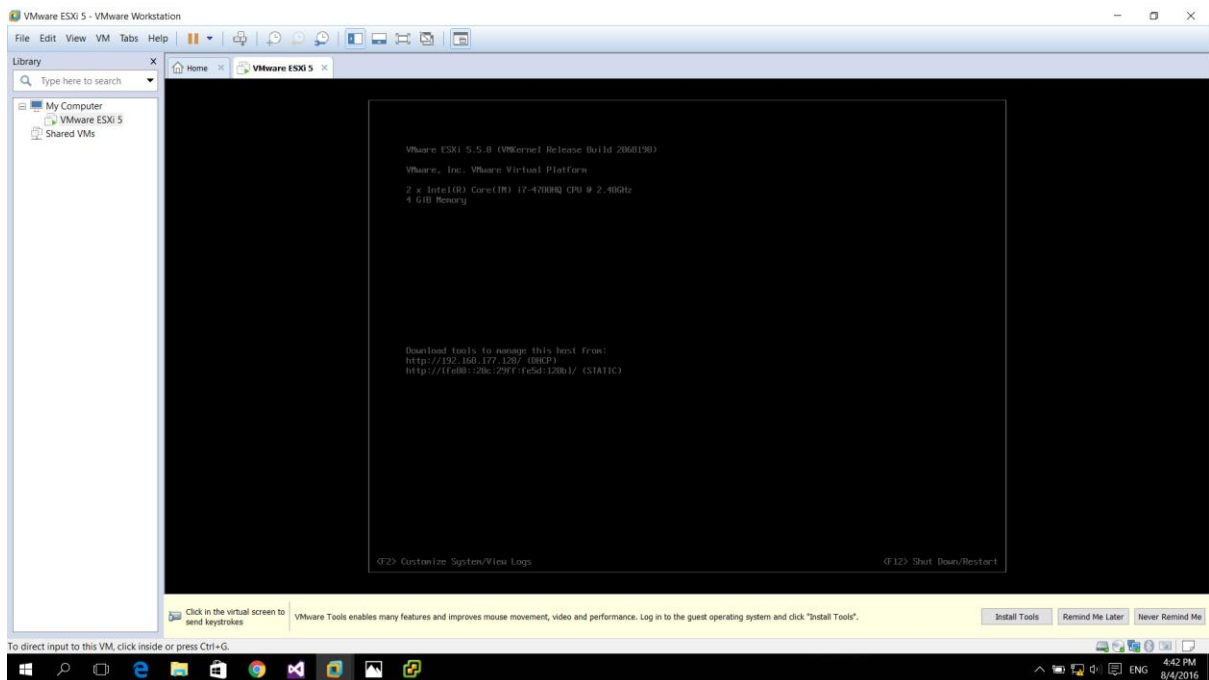 VMware ESXi 5 - VMware Workstation
File Edit View VM Tabs Help
Library X
Home × VMware ESXi 5 ×
Type here to search
My Computer
VMware ESXi 5
Shared VMs
VMware ESXi 5.5.0 (VMKernel Release Build 2068190)
VMware, Inc. VMware Virtual Platform
2 x Intel(R) Core(TM) i7-4700HQ CPU @ 2.40GHz
4 GiB Memory
Download tools to manage this host from:
http://192.168.177.128/ (DHCP)
http://[fe80::20c:29ff:fe5d:120b]/ (STATIC)
<F2> Customize System/View Logs
<F12> Shut Down/Restart
Click in the virtual screen to
send keystrokes
VMware Tools enables many features and improves mouse movement, video and performance. Log in to the guest operating system and click "Install Tools".
Install Tools Remind Me Later Never Remind Me
To direct input to this VM, click inside or press Ctrl+G.
ENG
4:42 PM
8/4/2016